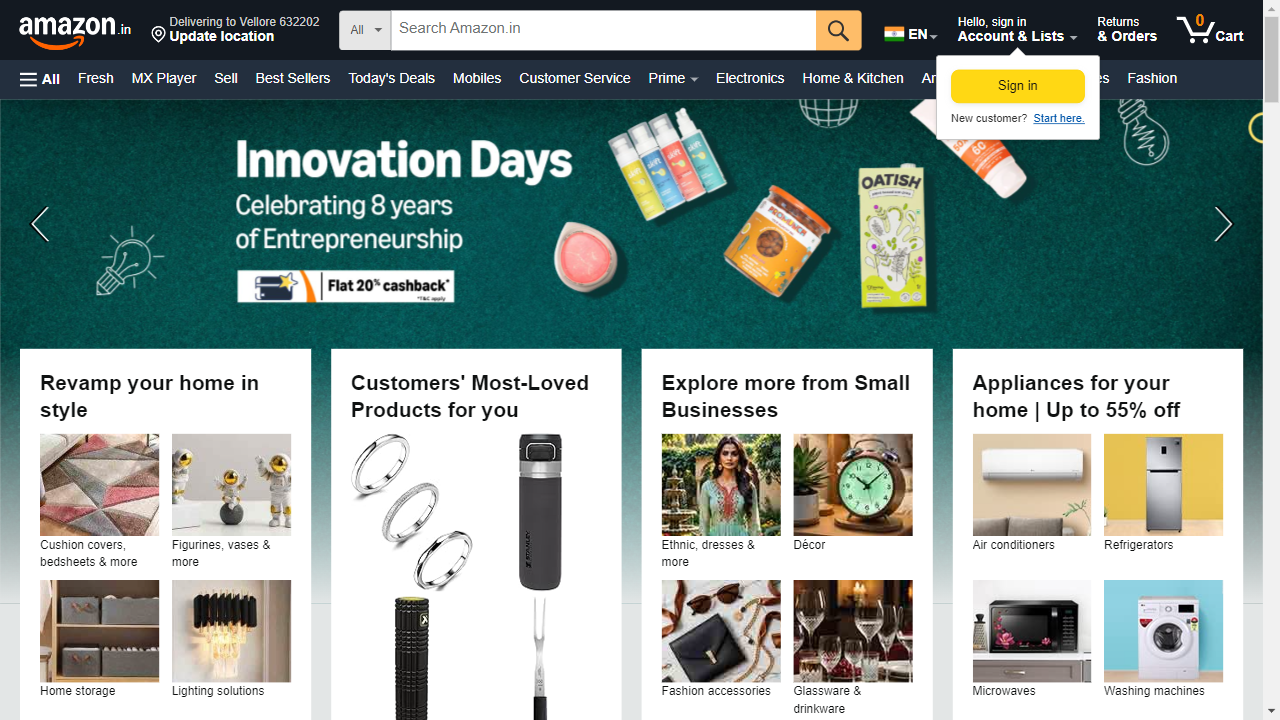 amazon.in
Delivering to Vellore 632202
Update location
All
Search Amazon.in
EN
Hello, sign in
Account & Lists
Returns
& Orders
0
Cart
All
Fresh
MX Player
Sell
Best Sellers
Today's Deals
Mobiles
Customer Service
Prime
Electronics
Home & Kitchen
Fashion
Sign in
New customer? Start here.
Innovation Days
Celebrating 8 years
of Entrepreneurship
Flat 20% cashback*
*T&C apply
OATISH
60
Revamp your home in
style
Cushion covers,
bedsheets & more
Figurines, vases &
more
Home storage
Lighting solutions
Customers' Most-Loved
Products for you
STANLEY
Explore more from Small
Businesses
Ethnic, dresses &
more
Décor
Fashion accessories
Glassware &
drinkware
Appliances for your
home | Up to 55% off
Air conditioners
Refrigerators
Microwaves
Washing machines